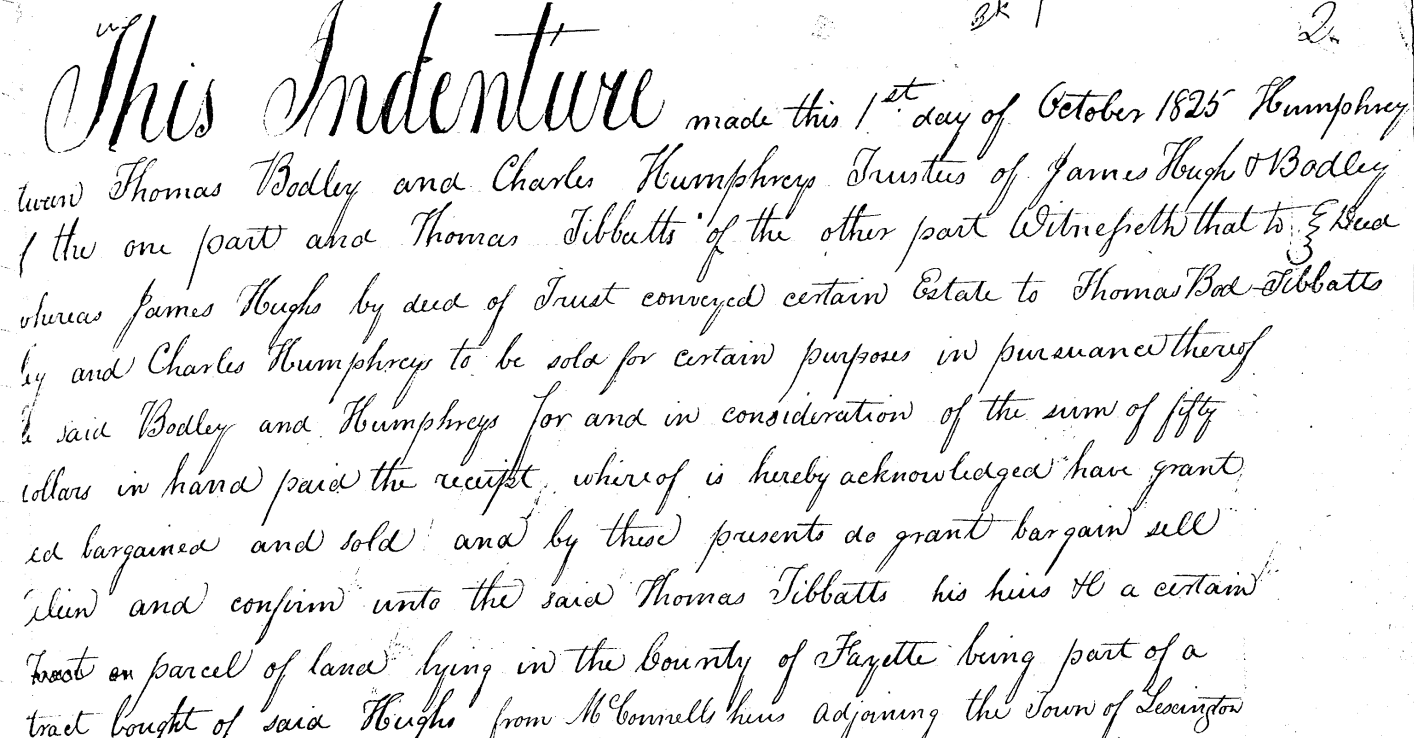 Bk 1 2
This Indenture made this 1st day of October 1825 Humphrey
tween Thomas Bodley and Charles Humphreys Trustees of James Hughs & Bodley
f the one part and Thomas Tibbatts of the other part Witnesseth that to } Deed
whereas James Hughs by deed of Trust conveyed certain Estate to Thomas Bod Tibbatts
ley and Charles Humphreys to be sold for certain purposes in pursuance thereof
e said Bodley and Humphreys for and in consideration of the sum of fifty
dollars in hand paid the receipt whereof is hereby acknowledged have grant
ed bargained and sold and by these presents do grant bargain sell
alien and confirm unto the said Thomas Tibbatts his heirs &c a certain
tract or parcel of land lying in the County of Fayette being part of a
tract bought of said Hughs from McConnells heirs adjoining the Town of Lexington